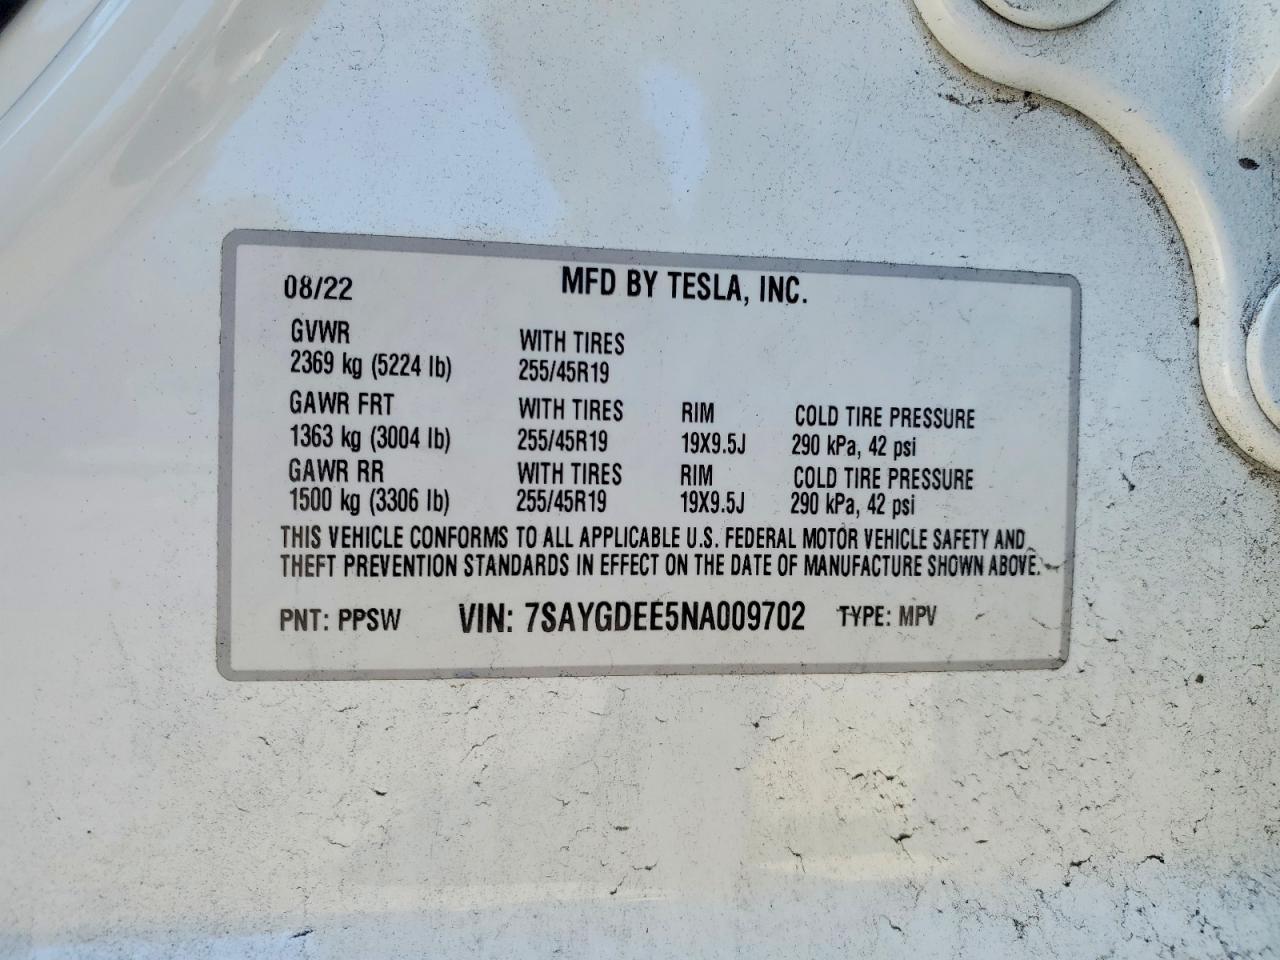 08/22 MFD BY TESLA, INC.
GVWR WITH TIRES
2369 kg (5224 lb) 255/45R19
GAWR FRT WITH TIRES RIM COLD TIRE PRESSURE
1363 kg (3004 lb) 255/45R19 19X9.5J 290 kPa, 42 psi
GAWR RR WITH TIRES RIM COLD TIRE PRESSURE
1500 kg (3306 lb) 255/45R19 19X9.5J 290 kPa, 42 psi
THIS VEHICLE CONFORMS TO ALL APPLICABLE U.S. FEDERAL MOTOR VEHICLE SAFETY AND
THEFT PREVENTION STANDARDS IN EFFECT ON THE DATE OF MANUFACTURE SHOWN ABOVE.
PNT: PPSW VIN: 7SAYGDEE5NA009702 TYPE: MPV